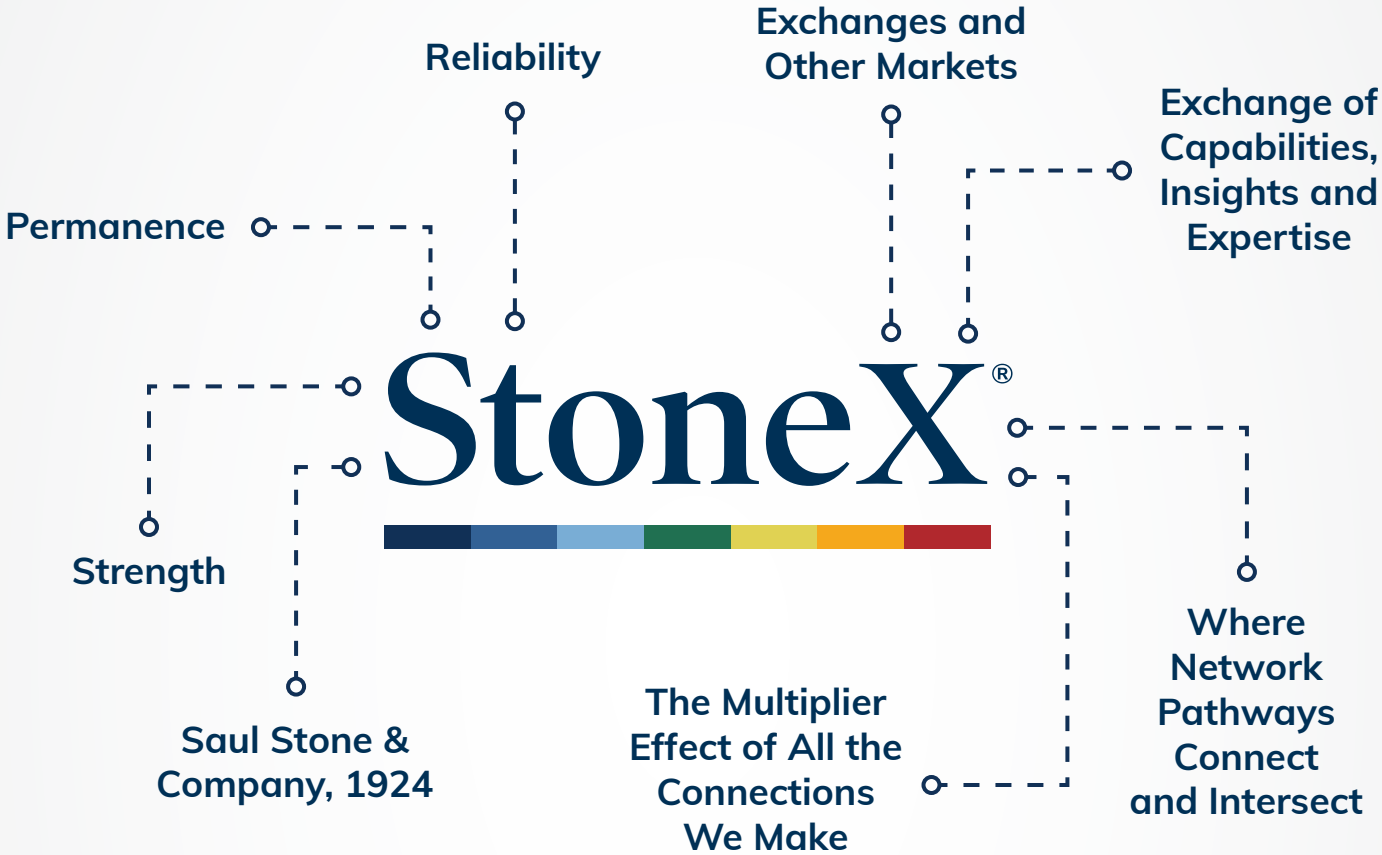 Exchanges and
Other Markets
Reliability
Exchange of
Capabilities,
Insights and
Expertise
Permanence
StoneX®
Strength
Where
Network
Pathways
Connect
and Intersect
The Multiplier
Effect of All the
Connections
We Make
Saul Stone &
Company, 1924